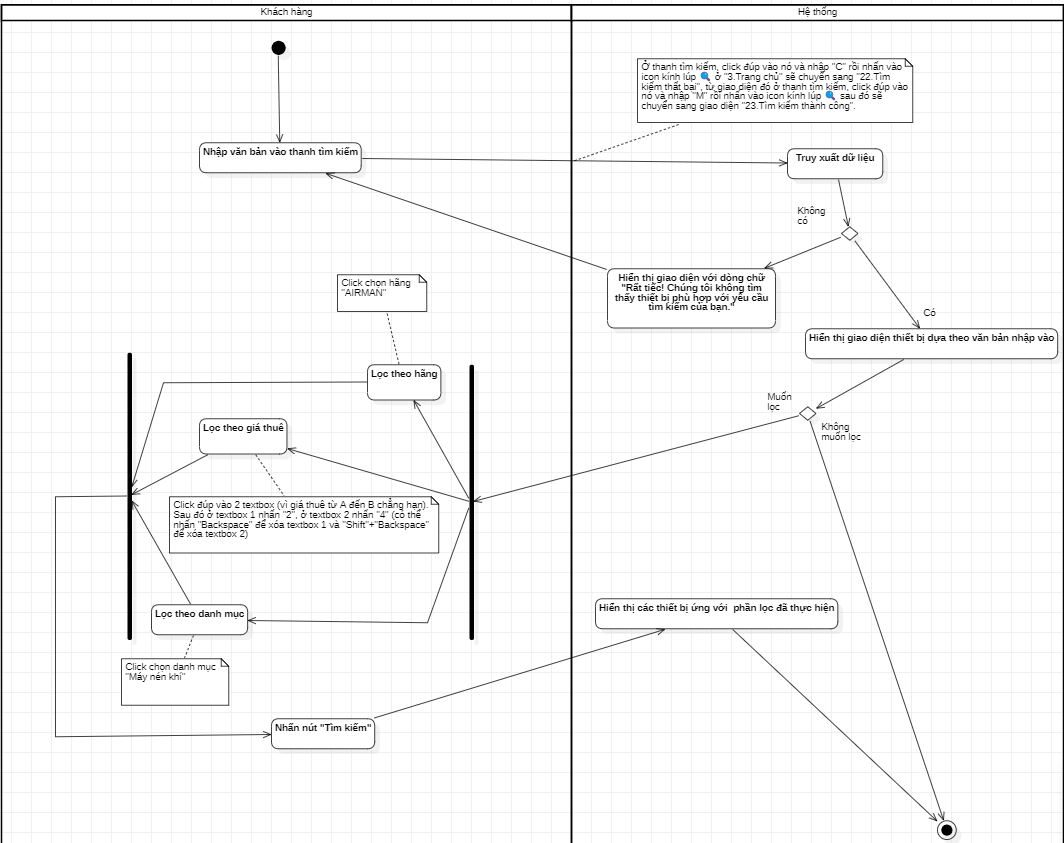 Khách hàng
Hệ thống
Ở thanh tìm kiếm, click đúp vào nó và nhập "C" rồi nhấn vào
icon kính lúp 🔍 ở "3.Trang chủ" sẽ chuyển sang "22.Tìm
kiếm thất bại", từ giao diện đó ở thanh tìm kiếm, click đúp vào
nó và nhập "M" rồi nhấn vào icon kính lúp 🔍 sau đó sẽ
chuyển sang giao diện "23.Tìm kiếm thành công".
Nhập văn bản vào thanh tìm kiếm
Truy xuất dữ liệu
Không
có
Hiển thị giao diện với dòng chữ
"Rất tiếc! Chúng tôi không tìm
thấy thiết bị phù hợp với yêu cầu
tìm kiếm của bạn."
Có
Hiển thị giao diện thiết bị dựa theo văn bản nhập vào
Click chọn hãng
"AIRMAN"
Lọc theo hãng
Muốn
lọc
Không
muốn lọc
Lọc theo giá thuê
Click đúp vào 2 textbox (vì giá thuê từ A đến B chẳng hạn).
Sau đó ở textbox 1 nhấn "2", ở textbox 2 nhấn "4" (có thể
nhấn "Backspace" để xóa textbox 1 và "Shift"+"Backspace"
để xóa textbox 2)
Lọc theo danh mục
Hiển thị các thiết bị ứng với  phần lọc đã thực hiện
Click chọn danh mục
"Máy nén khí"
Nhấn nút "Tìm kiếm"